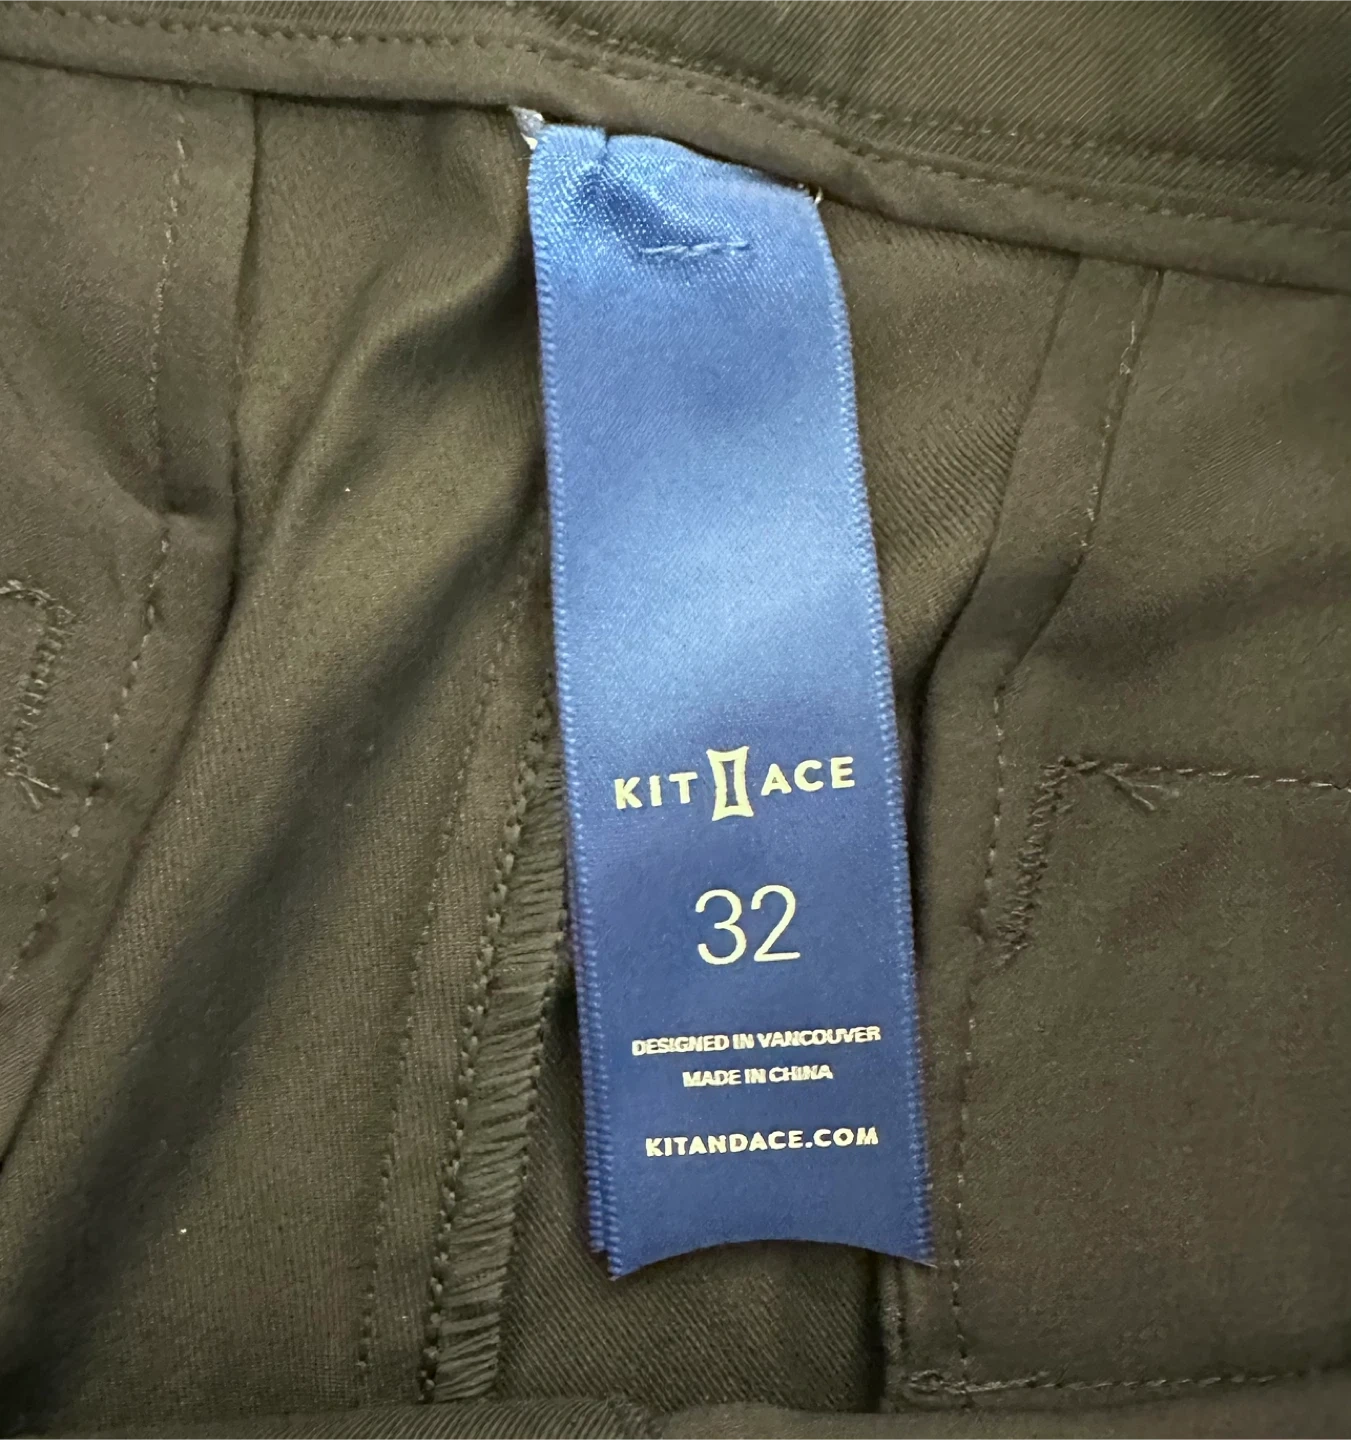 KIT ACE
32
DESIGNED IN VANCOUVER
MADE IN CHINA
KITANDACE.COM